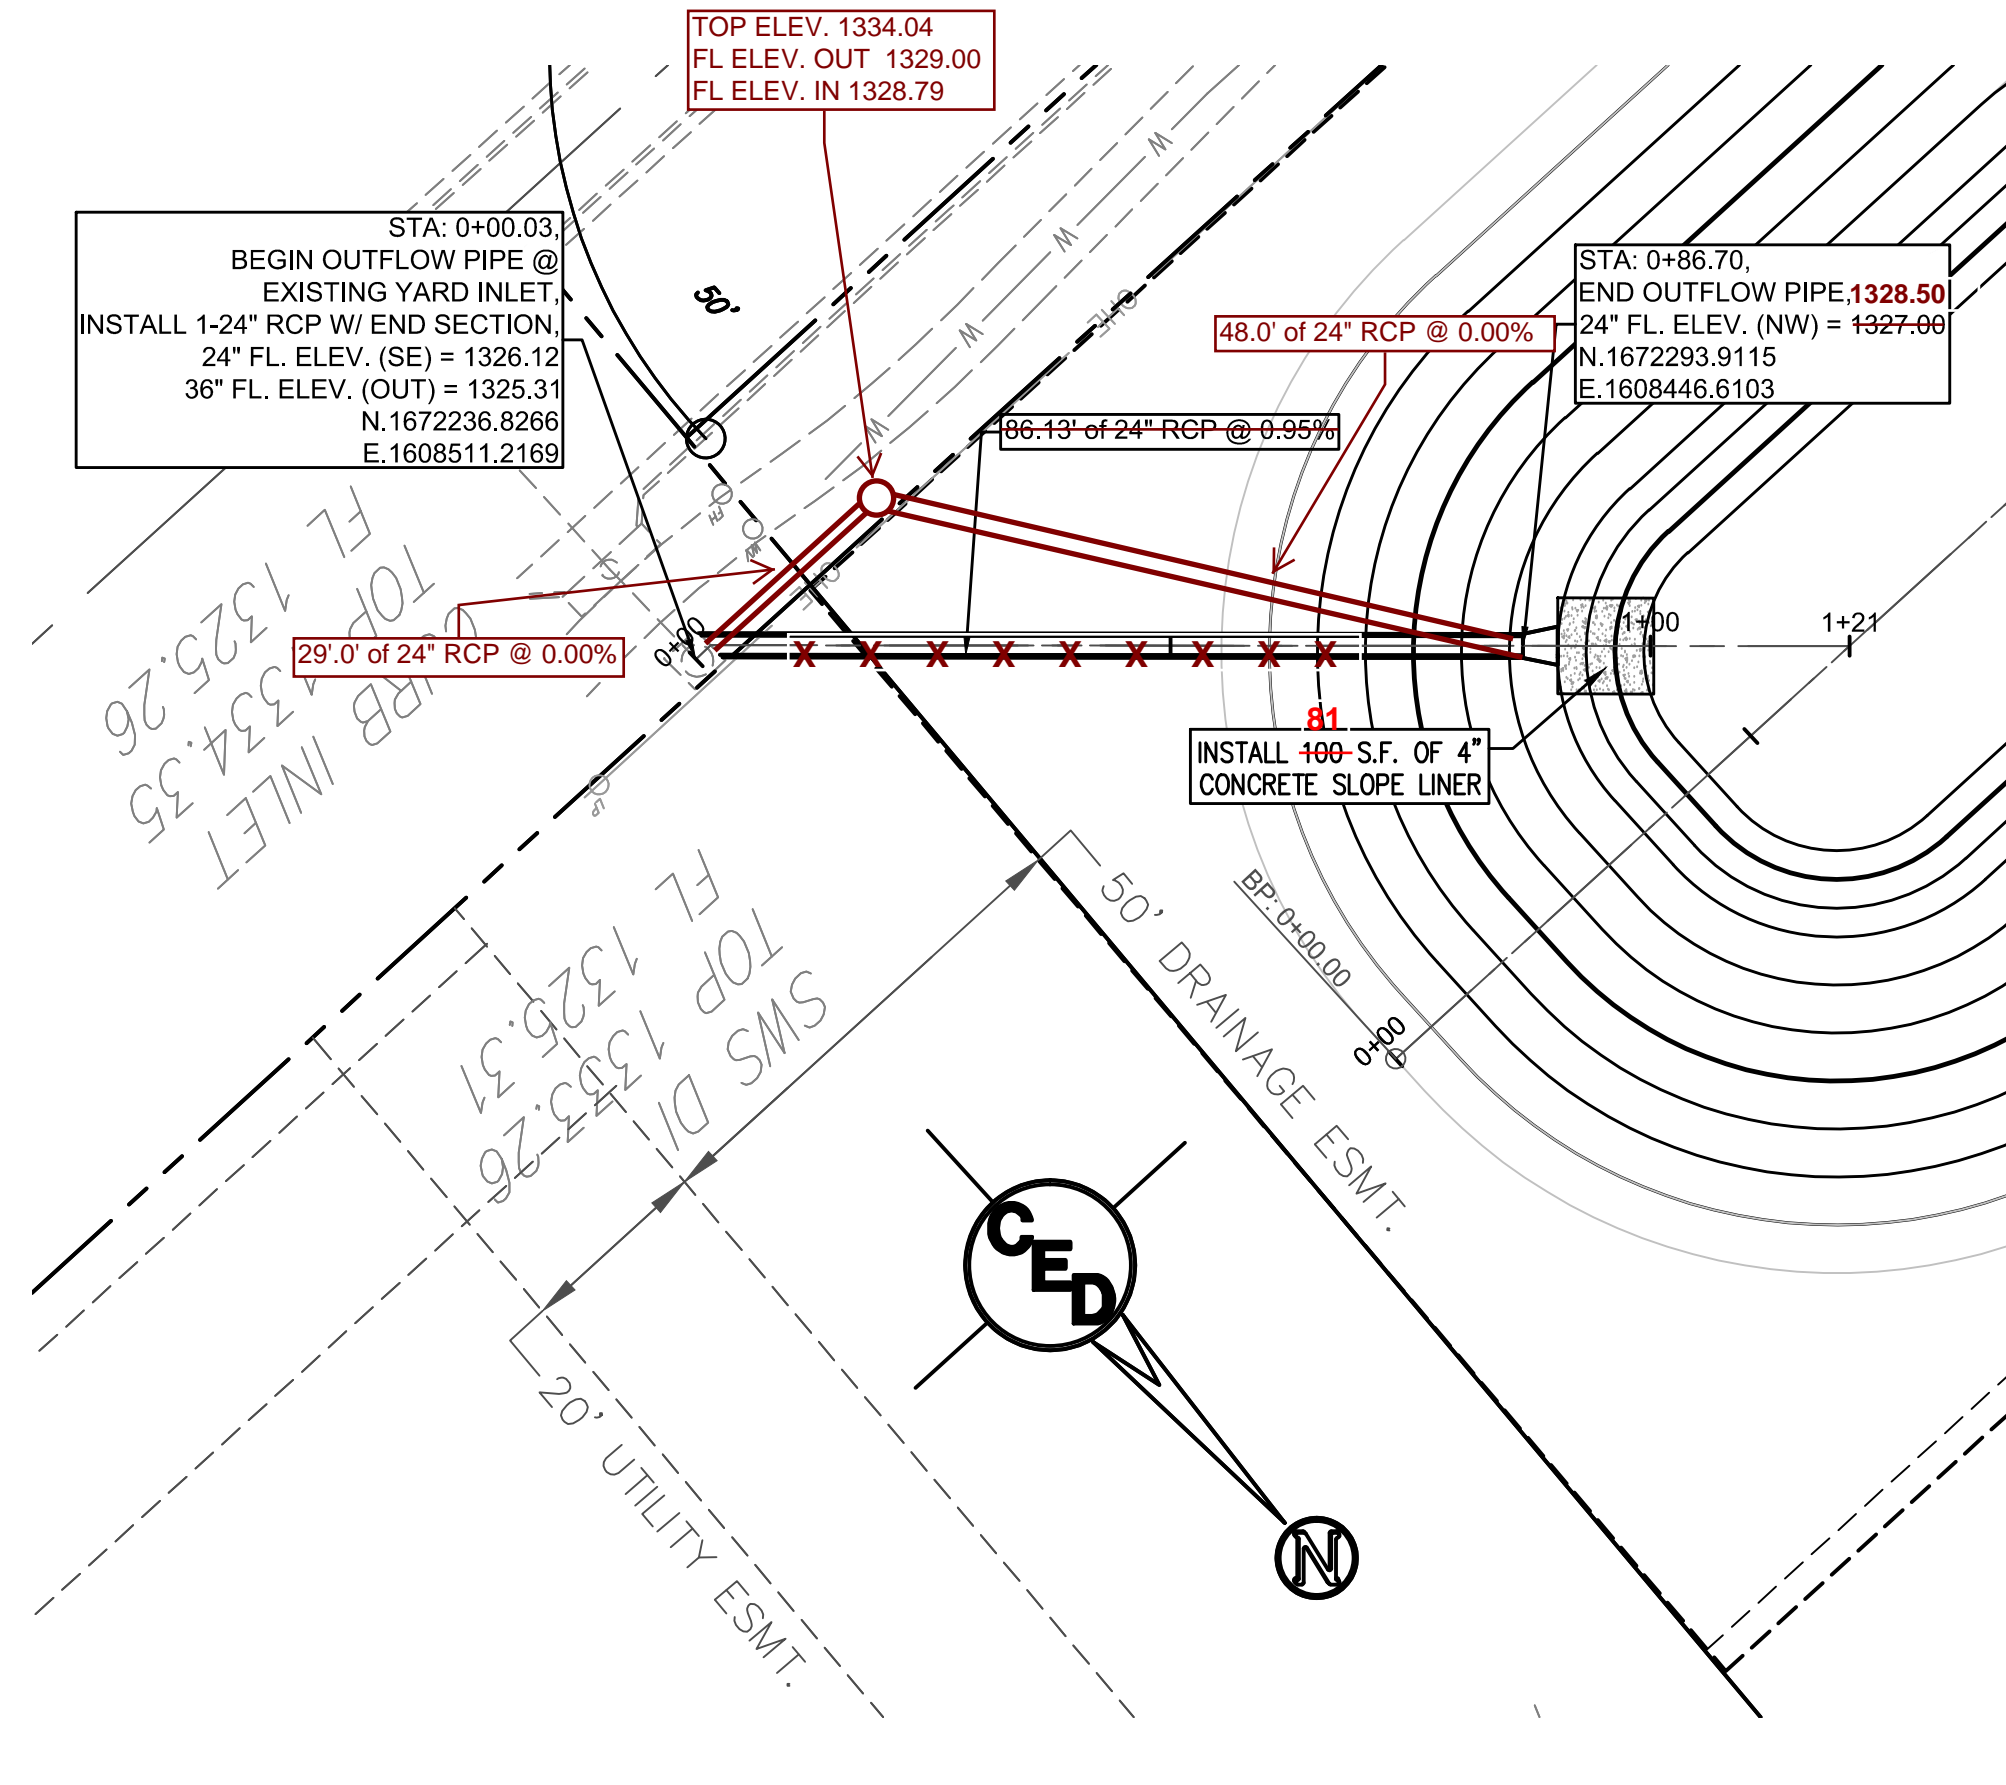 TOP ELEV. 1334.04
FL ELEV. OUT 1329.00
FL ELEV. IN 1328.79
STA: 0+00.03,
BEGIN OUTFLOW PIPE @
EXISTING YARD INLET,
INSTALL 1-24" RCP W/ END SECTION,
24" FL. ELEV. (SE) = 1326.12
36" FL. ELEV. (OUT) = 1325.31
N.1672236.8266
E.1608511.2169
50'
W
W
W
W
OHE
STA: 0+86.70,
END OUTFLOW PIPE, 1328.50
24" FL. ELEV. (NW) = 1327.00
N.1672293.9115
E.1608446.6103
48.0' of 24" RCP @ 0.00%
86.13' of 24" RCP @ 0.95%
FH
WV
OHE
29'.0' of 24" RCP @ 0.00%
0+00
X X X X X X X X X
1+00
1+21
81
INSTALL 100 S.F. OF 4"
CONCRETE SLOPE LINER
CURB INLET
TOP 1334.35
FL 1325.26
PP
SWS DI
TOP 1333.26
FL 1325.31
50' DRAINAGE ESMT.
BP: 0+00.00
0+00
20' UTILITY ESMT.
CED
N